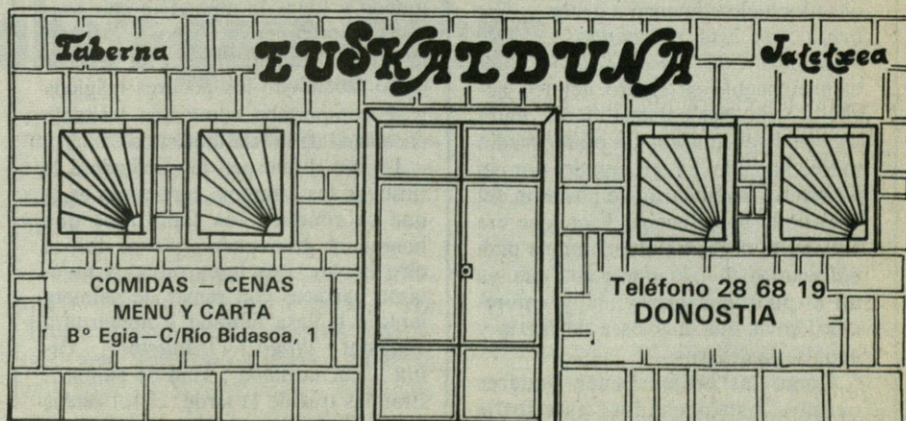 Taberna EUSKALDUNA Jatetxea
COMIDAS — CENAS
MENU Y CARTA
Bº Egia—C/Río Bidasoa, 1
Teléfono 28 68 19
DONOSTIA